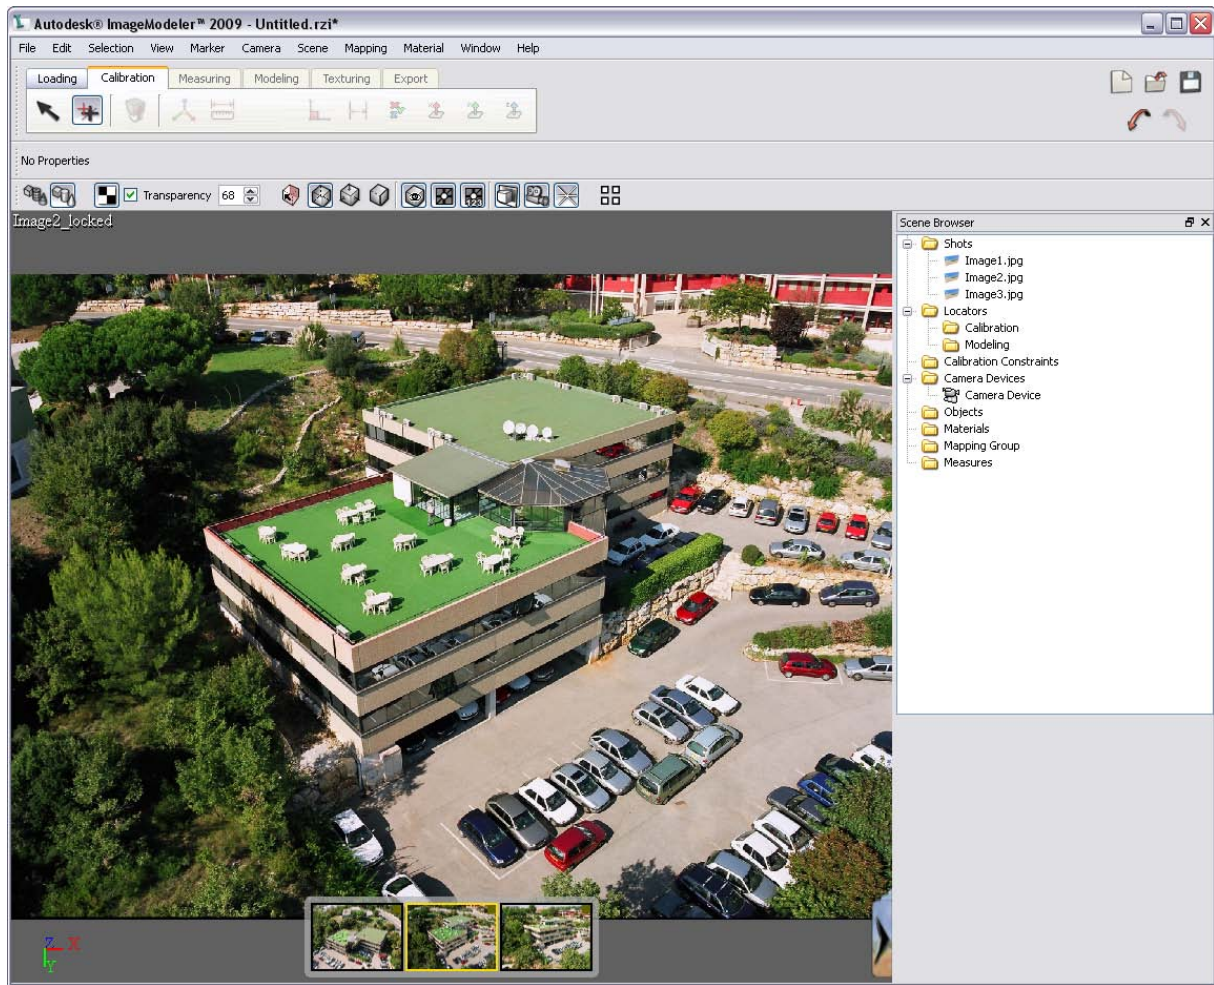 Autodesk® ImageModeler™ 2009 - Untitled.rzi*
File Edit Selection View Marker Camera Scene Mapping Material Window Help
Loading Calibration Measuring Modeling Texturing Export
No Properties
Transparency 68
Image2_locked
Scene Browser
Shots
Image1.jpg
Image2.jpg
Image3.jpg
Locators
Calibration
Modeling
Calibration Constraints
Camera Devices
Camera Device
Objects
Materials
Mapping Group
Measures
Z X
Y